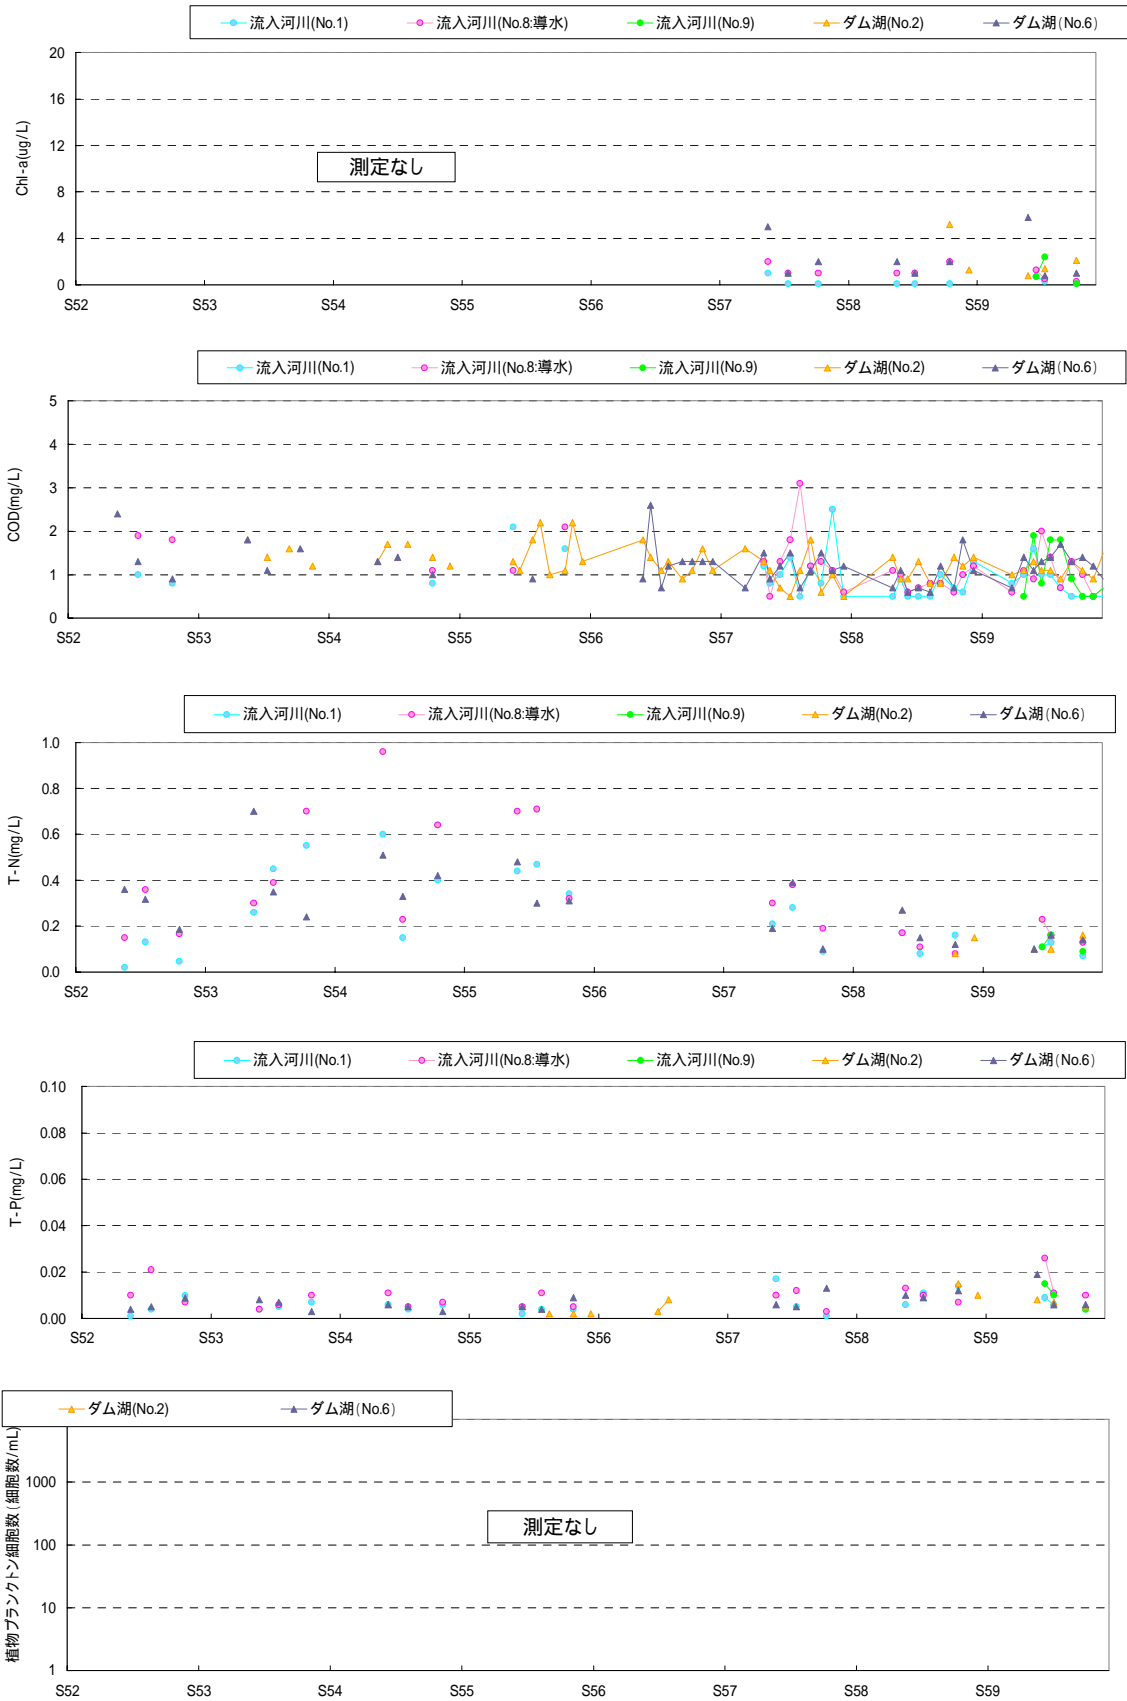 流入河川(No.1) 流入河川(No.8:導水) 流入河川(No.9) ダム湖(No.2) ダム湖(No.6)
Chl-a(ug/L)
20
16
12
8
4
0
測定なし
S52 S53 S54 S55 S56 S57 S58 S59
流入河川(No.1) 流入河川(No.8:導水) 流入河川(No.9) ダム湖(No.2) ダム湖(No.6)
COD(mg/L)
5
4
3
2
1
0
S52 S53 S54 S55 S56 S57 S58 S59
流入河川(No.1) 流入河川(No.8:導水) 流入河川(No.9) ダム湖(No.2) ダム湖(No.6)
T-N(mg/L)
1.0
0.8
0.6
0.4
0.2
0.0
S52 S53 S54 S55 S56 S57 S58 S59
流入河川(No.1) 流入河川(No.8:導水) 流入河川(No.9) ダム湖(No.2) ダム湖(No.6)
T-P(mg/L)
0.10
0.08
0.06
0.04
0.02
0.00
S52 S53 S54 S55 S56 S57 S58 S59
ダム湖(No.2) ダム湖(No.6)
植物プランクトン細胞数(細胞数/mL)
1000
100
10
1
測定なし
S52 S53 S54 S55 S56 S57 S58 S59